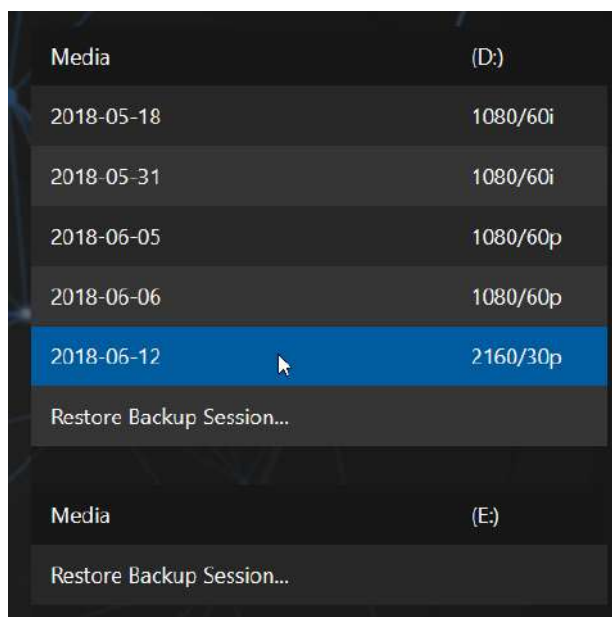 Media (D:)
2018-05-18 1080/60i
2018-05-31 1080/60i
2018-06-05 1080/60p
2018-06-06 1080/60p
2018-06-12 2160/30p
Restore Backup Session...
Media (E:)
Restore Backup Session...